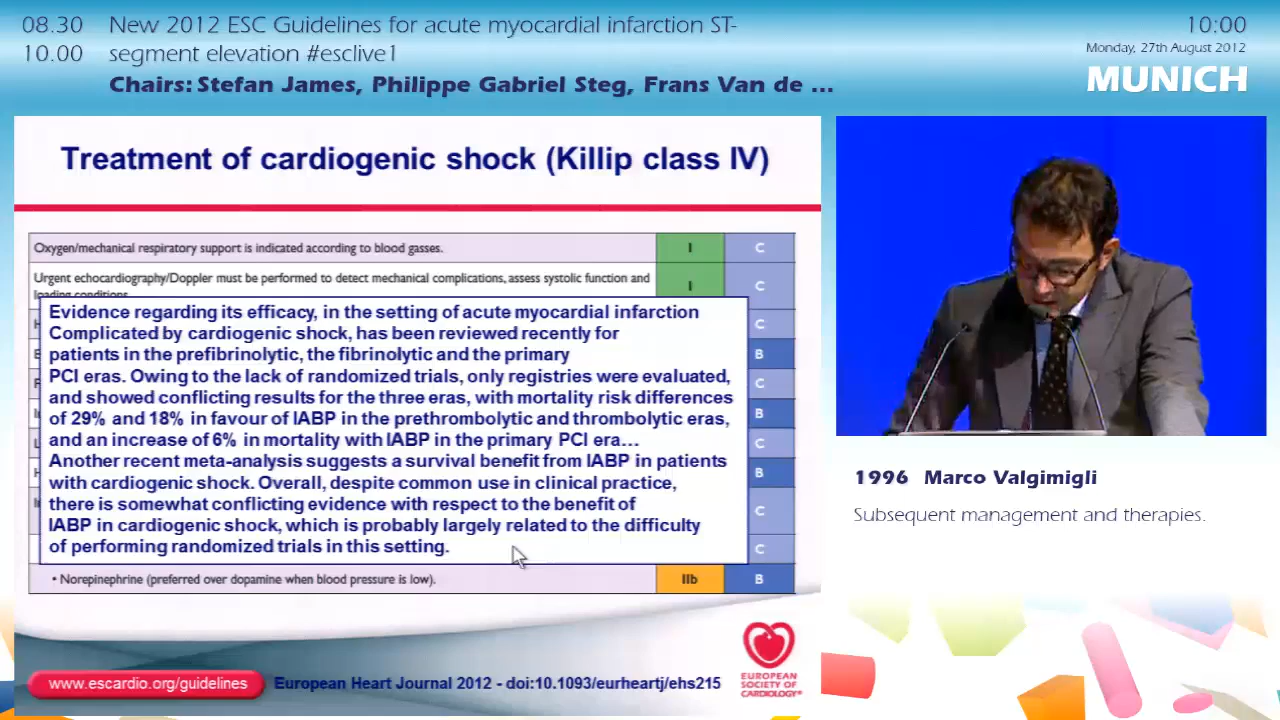 08.30
10.00
New 2012 ESC Guidelines for acute myocardial infarction ST-
segment elevation #esclive1
Chairs: Stefan James, Philippe Gabriel Steg, Frans Van de ...
10:00
Monday, 27th August 2012
MUNICH
Treatment of cardiogenic shock (Killip class IV)
Oxygen/mechanical respiratory support is indicated according to blood gasses. I C
Urgent echocardiography/Doppler must be performed to detect mechanical complications, assess systolic function and
loading conditions. I C
Evidence regarding its efficacy, in the setting of acute myocardial infarction
Complicated by cardiogenic shock, has been reviewed recently for
patients in the prefibrinolytic, the fibrinolytic and the primary
PCI eras. Owing to the lack of randomized trials, only registries were evaluated,
and showed conflicting results for the three eras, with mortality risk differences
of 29% and 18% in favour of IABP in the prethrombolytic and thrombolytic eras,
and an increase of 6% in mortality with IABP in the primary PCI era...
Another recent meta-analysis suggests a survival benefit from IABP in patients
with cardiogenic shock. Overall, despite common use in clinical practice,
there is somewhat conflicting evidence with respect to the benefit of
IABP in cardiogenic shock, which is probably largely related to the difficulty
of performing randomized trials in this setting.
C
B
C
B
C
B
C
C
• Norepinephrine (preferred over dopamine when blood pressure is low). IIb B
www.escardio.org/guidelines
European Heart Journal 2012 - doi:10.1093/eurheartj/ehs215
EUROPEAN
SOCIETY OF
CARDIOLOGY®
1996 Marco Valgimigli
Subsequent management and therapies.